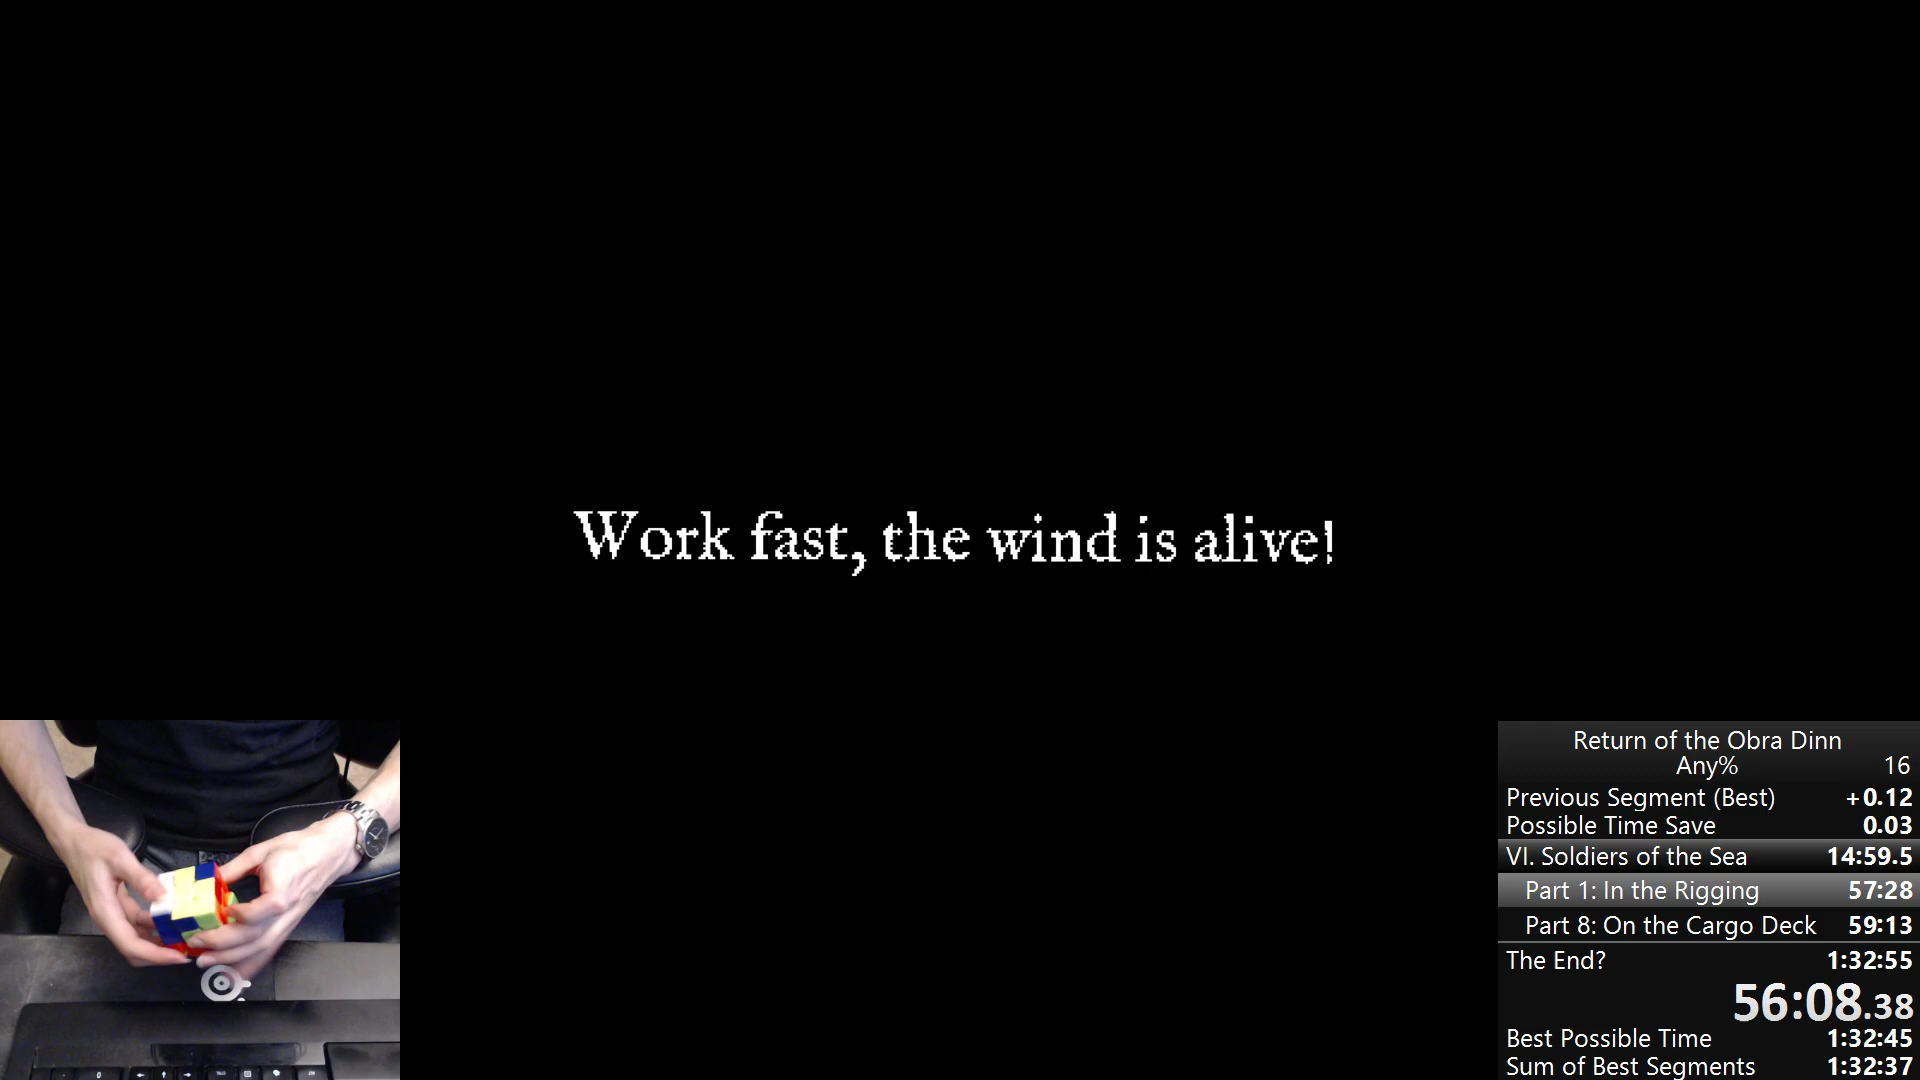 Work fast, the wind is alive!
Return of the Obra Dinn
Any% 16
Previous Segment (Best) +0.12
Possible Time Save 0.03
VI. Soldiers of the Sea 14:59.5
Part 1: In the Rigging 57:28
Part 8: On the Cargo Deck 59:13
The End? 1:32:55
56:08.38
Best Possible Time 1:32:45
Sum of Best Segments 1:32:37